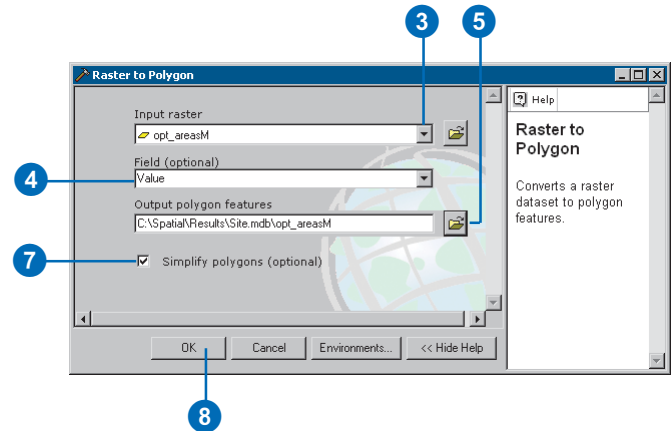 3
5
Raster to Polygon
Input raster
opt_areasM
Field (optional)
4
Value
Output polygon features
C:\Spatial\Results\Site.mdb\opt_areasM
7
Simplify polygons (optional)
OK
Cancel
Environments...
<< Hide Help
8
Help
Raster to
Polygon
Converts a raster
dataset to polygon
features.